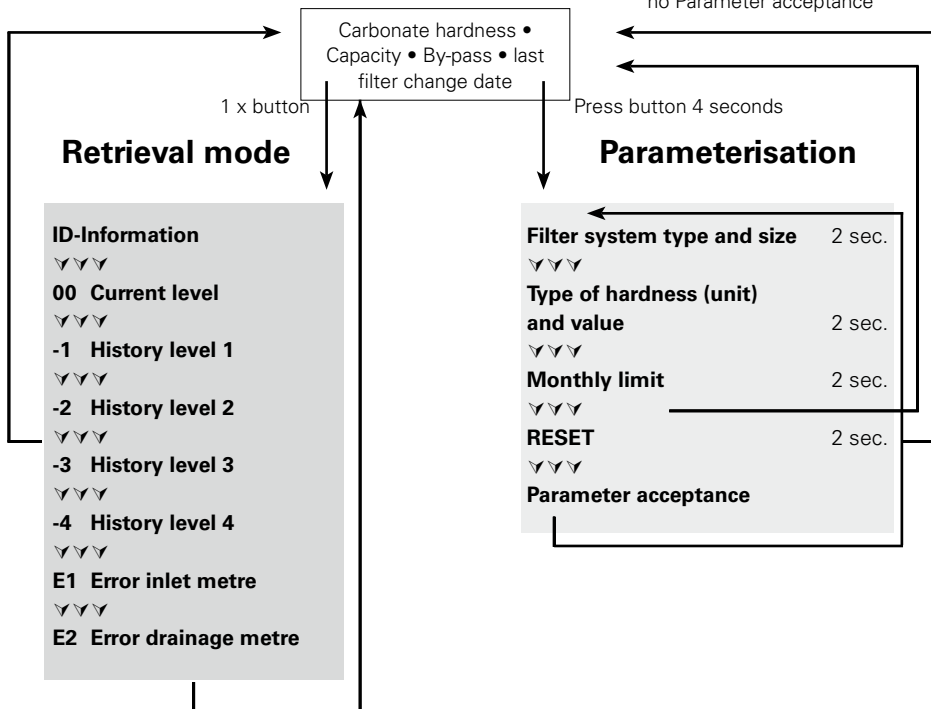 no Parameter acceptance
Carbonate hardness •
Capacity • By-pass • last
filter change date
1 x button
Press button 4 seconds
Retrieval mode
Parameterisation
ID-Information
00 Current level
-1 History level 1
-2 History level 2
-3 History level 3
-4 History level 4
E1 Error inlet metre
E2 Error drainage metre
Filter system type and size 2 sec.
Type of hardness (unit)
and value 2 sec.
Monthly limit 2 sec.
RESET 2 sec.
Parameter acceptance